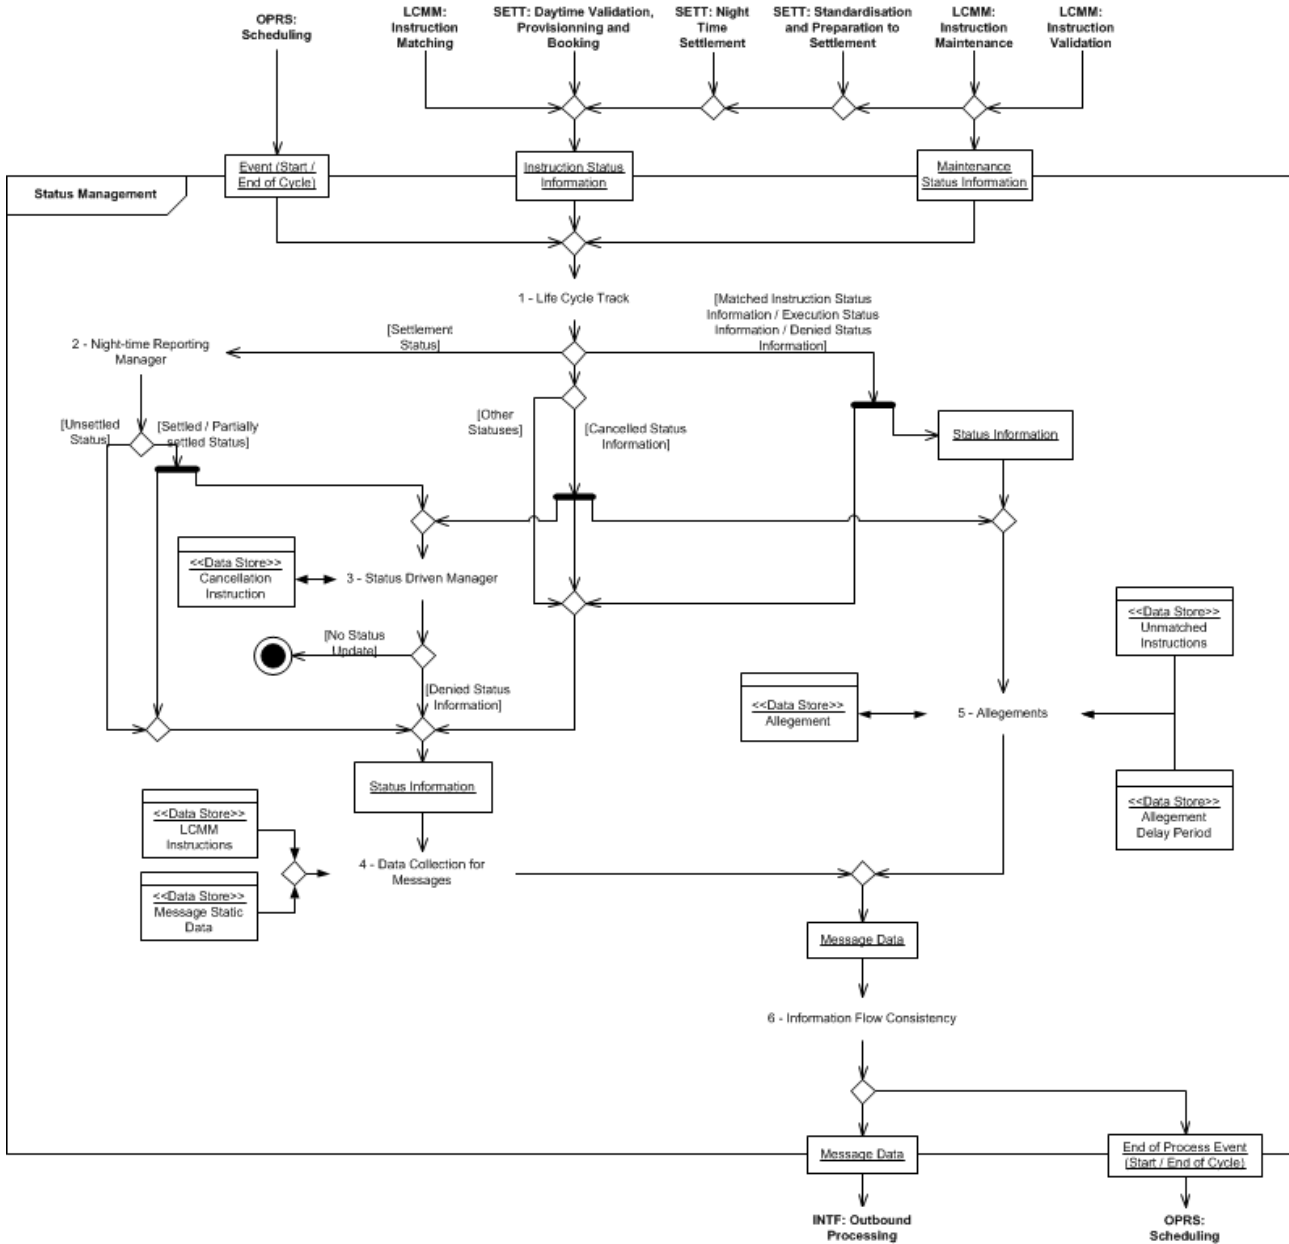 OPRS:
Scheduling
LCMM:
Instruction
Matching
SETT: Daytime Validation,
Provisionning and
Booking
SETT: Night
Time
Settlement
SETT: Standardisation
and Preparation to
Settlement
LCMM:
Instruction
Maintenance
LCMM:
Instruction
Validation
Event (Start /
End of Cycle)
Instruction Status
Information
Maintenance
Status Information
Status Management
1 - Life Cycle Track
[Matched Instruction Status
Information / Execution Status
Information / Denied Status
Information]
[Settlement
Status]
2 - Night-time Reporting
Manager
[Unsettled
Status]
[Settled / Partially
settled Status]
[Other
Statuses]
[Cancelled Status
Information]
Status Information
<<Data Store>>
Cancellation
Instruction
3 - Status Driven Manager
<<Data Store>>
Unmatched
Instructions
[No Status
Update]
[Denied Status
Information]
<<Data Store>>
Allegement
5 - Allegements
Status Information
<<Data Store>>
LCMM
Instructions
<<Data Store>>
Allegement
Delay Period
4 - Data Collection for
Messages
<<Data Store>>
Message Static
Data
Message Data
6 - Information Flow Consistency
Message Data
End of Process Event
(Start / End of Cycle)
INTF: Outbound
Processing
OPRS:
Scheduling